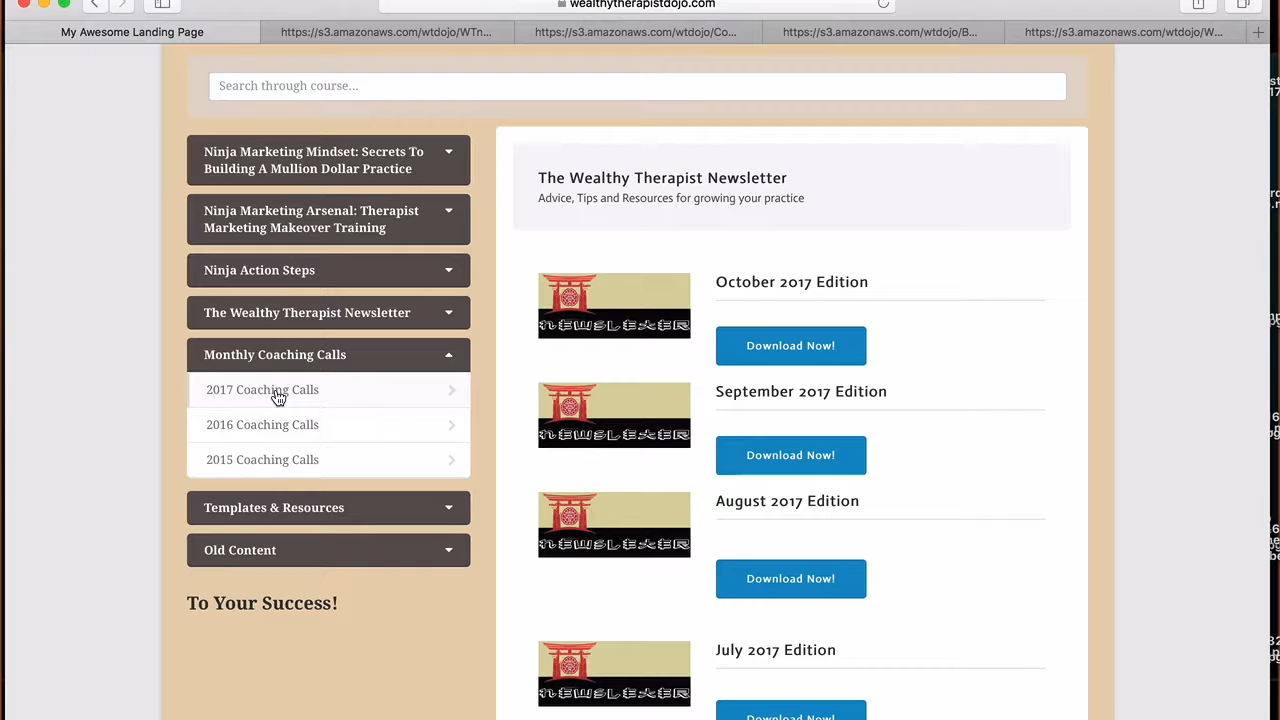 wealthytherapistdojo.com
My Awesome Landing Page
https://s3.amazonaws.com/wtdojo/WTn...
https://s3.amazonaws.com/wtdojo/Co...
https://s3.amazonaws.com/wtdojo/B...
https://s3.amazonaws.com/wtdojo/W...
Search through course...
Ninja Marketing Mindset: Secrets To
Building A Mullion Dollar Practice
Ninja Marketing Arsenal: Therapist
Marketing Makeover Training
Ninja Action Steps
The Wealthy Therapist Newsletter
Monthly Coaching Calls
2017 Coaching Calls
2016 Coaching Calls
2015 Coaching Calls
Templates & Resources
Old Content
To Your Success!
The Wealthy Therapist Newsletter
Advice, Tips and Resources for growing your practice
October 2017 Edition
Download Now!
September 2017 Edition
Download Now!
August 2017 Edition
Download Now!
July 2017 Edition
Download Now!